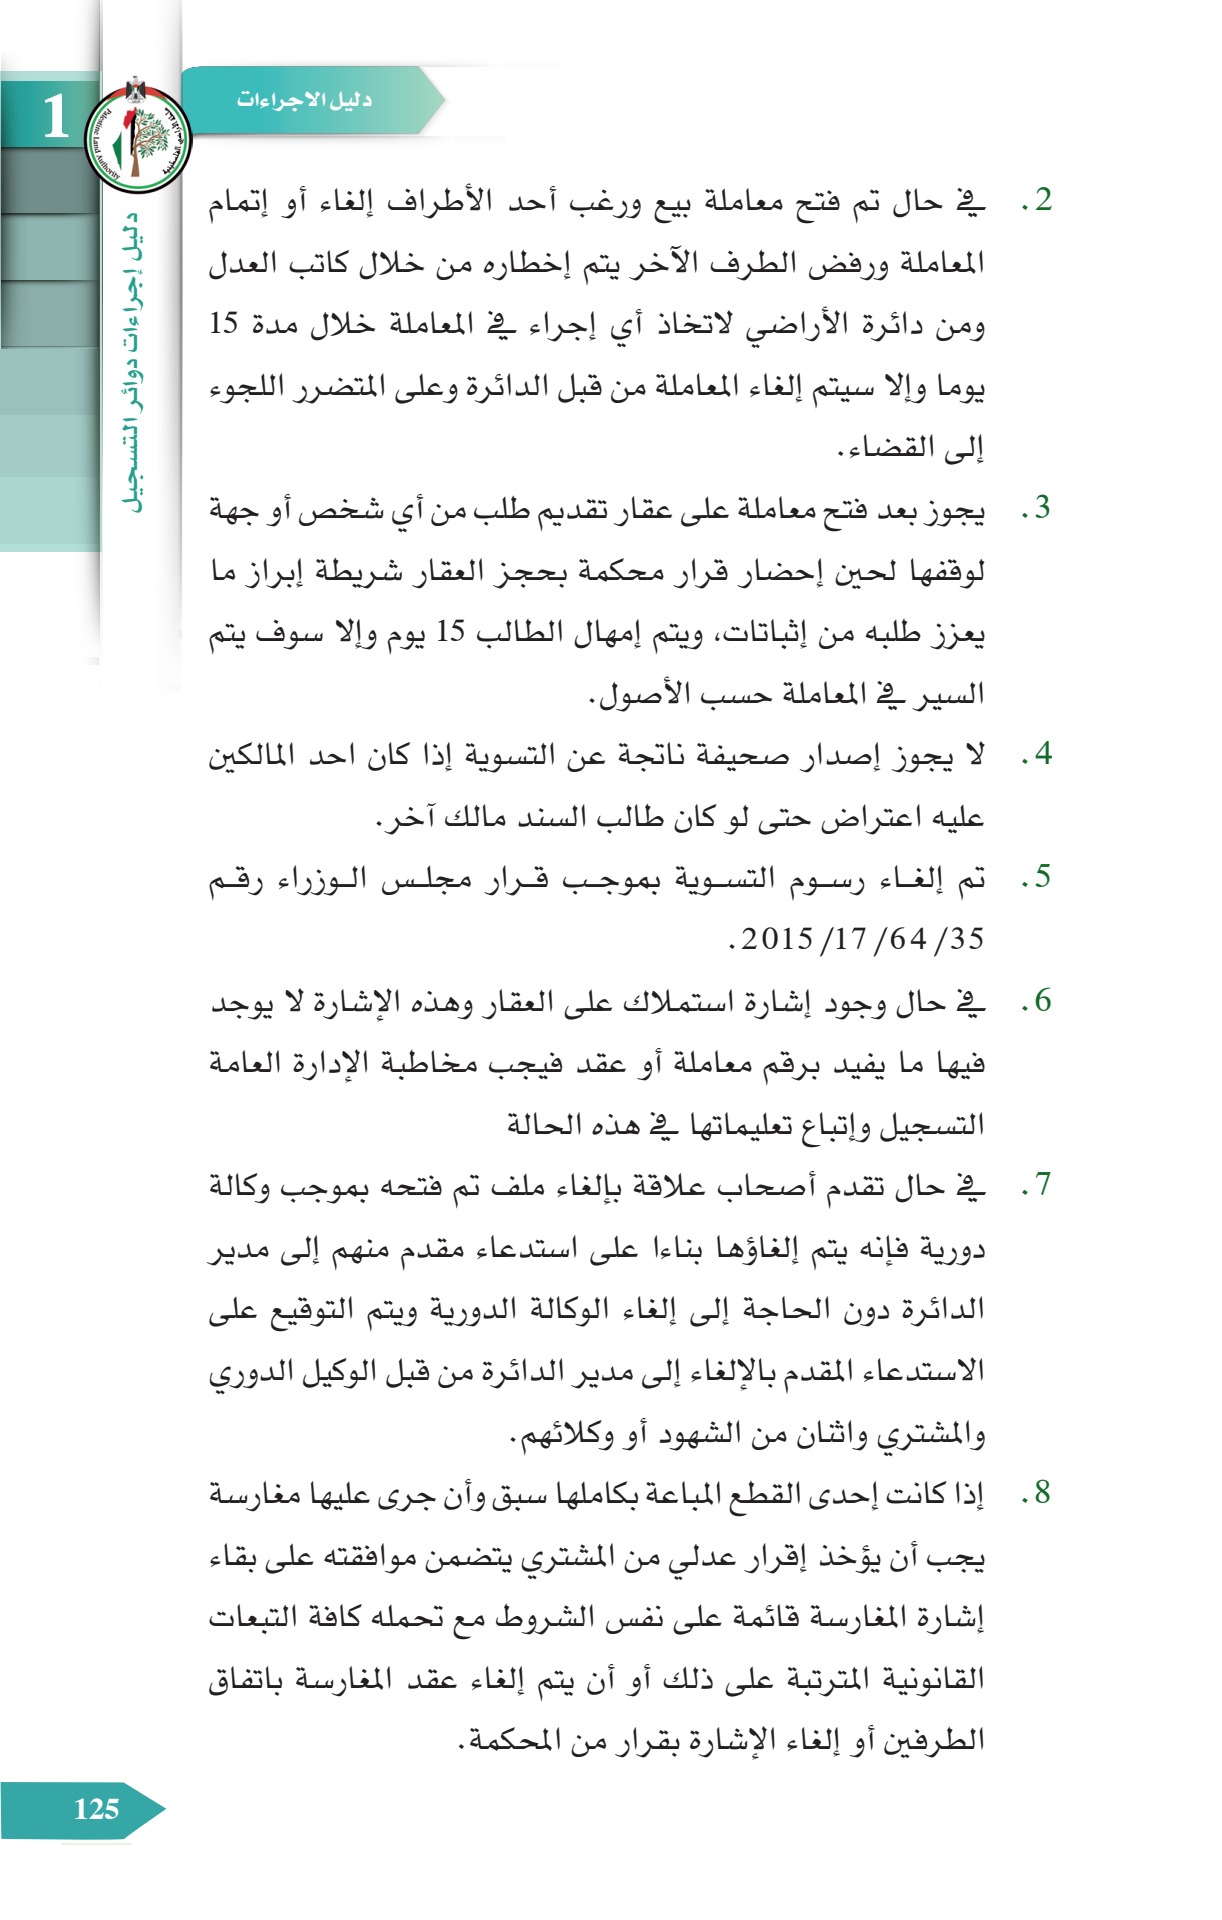 دليل الاجراءات
1
Palestine Land Authority
دليل إجراءات دوائر التسجيل
2. في حال تم فتح معاملة بيع ورغب أحد الأطراف إلغاء أو إتمام
المعاملة ورفض الطرف الآخر يتم إخطاره من خلال كاتب العدل
ومن دائرة الأراضي لاتخاذ أي إجراء في المعاملة خلال مدة 15
يوما وإلا سيتم إلغاء المعاملة من قبل الدائرة وعلى المتضرر اللجوء
إلى القضاء.
3. يجوز بعد فتح معاملة على عقار تقديم طلب من أي شخص أو جهة
لوقفها لحين إحضار قرار محكمة بحجز العقار شريطة إبراز ما
يعزز طلبه من إثباتات، ويتم إمهال الطالب 15 يوم وإلا سوف يتم
السير في المعاملة حسب الأصول.
4. لا يجوز إصدار صحيفة ناتجة عن التسوية إذا كان احد المالكين
عليه اعتراض حتى لو كان طالب السند مالك آخر.
5. تم إلغاء رسوم التسوية بموجب قرار مجلس الوزراء رقم
2015/17/64/35.
6. في حال وجود إشارة استملاك على العقار وهذه الإشارة لا يوجد
فيها ما يفيد برقم معاملة أو عقد فيجب مخاطبة الإدارة العامة
التسجيل وإتباع تعليماتها في هذه الحالة
7. في حال تقدم أصحاب علاقة بإلغاء ملف تم فتحه بموجب وكالة
دورية فإنه يتم إلغاؤها بناءا على استدعاء مقدم منهم إلى مدير
الدائرة دون الحاجة إلى إلغاء الوكالة الدورية ويتم التوقيع على
الاستدعاء المقدم بالإلغاء إلى مدير الدائرة من قبل الوكيل الدوري
والمشتري واثنان من الشهود أو وكلائهم.
8. إذا كانت إحدى القطع المباعة بكاملها سبق وأن جرى عليها مغارسة
يجب أن يؤخذ إقرار عدلي من المشتري يتضمن موافقته على بقاء
إشارة المغارسة قائمة على نفس الشروط مع تحمله كافة التبعات
القانونية المترتبة على ذلك أو أن يتم إلغاء عقد المغارسة باتفاق
الطرفين أو إلغاء الإشارة بقرار من المحكمة.
125